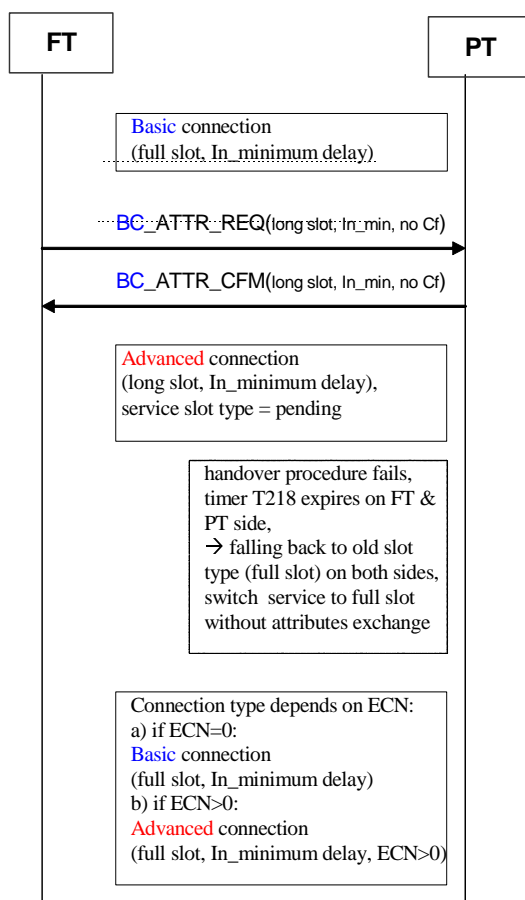 FT
PT
Basic connection
(full slot, In_minimum delay)
BC_ATTR_REQ(long slot, In_min, no Cf)
BC_ATTR_CFM(long slot, In_min, no Cf)
Advanced connection
(long slot, In_minimum delay),
service slot type = pending
handover procedure fails,
timer T218 expires on FT &
PT side,
→ falling back to old slot
type (full slot) on both sides,
switch service to full slot
without attributes exchange
Connection type depends on ECN:
a) if ECN=0:
Basic connection
(full slot, In_minimum delay)
b) if ECN>0:
Advanced connection
(full slot, In_minimum delay, ECN>0)